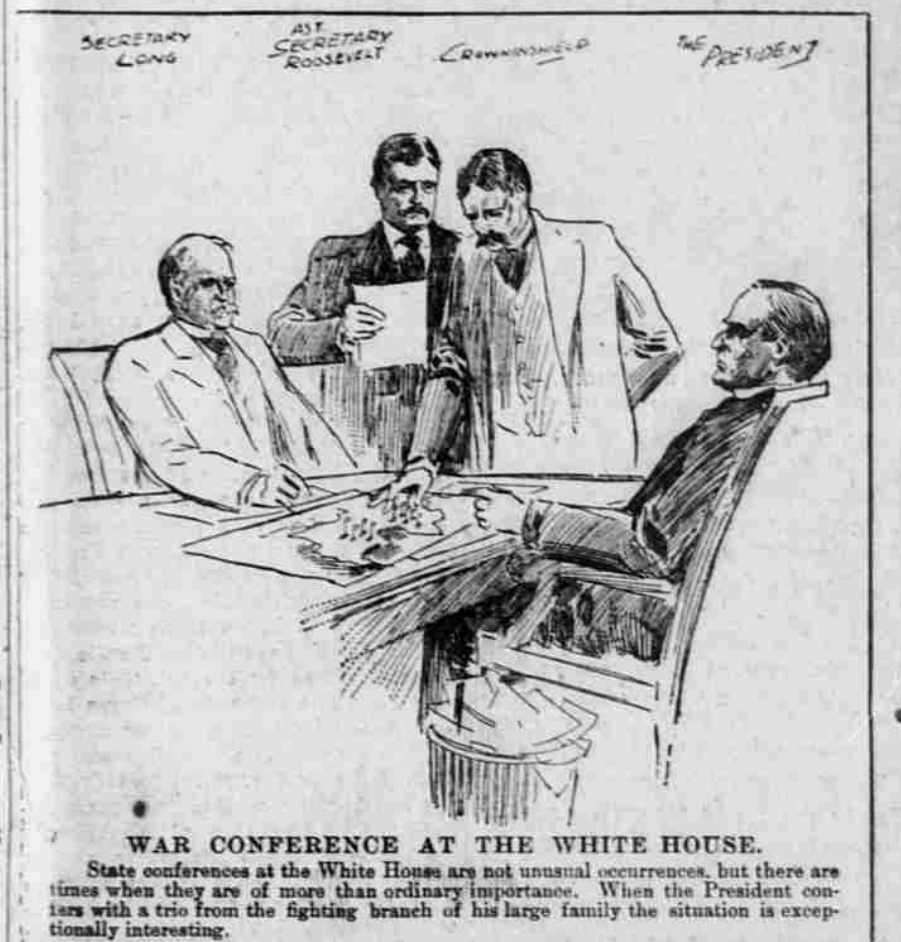 SECRETARY
LONG
AST
SECRETARY
ROOSEVELT
CROWNINSHIELD
THE
PRESIDENT
WAR CONFERENCE AT THE WHITE HOUSE.
State conferences at the White House are not unusual occurrences, but there are
times when they are of more than ordinary importance. When the President con-
fers with a trio from the fighting branch of his large family the situation is excep-
tionally interesting.